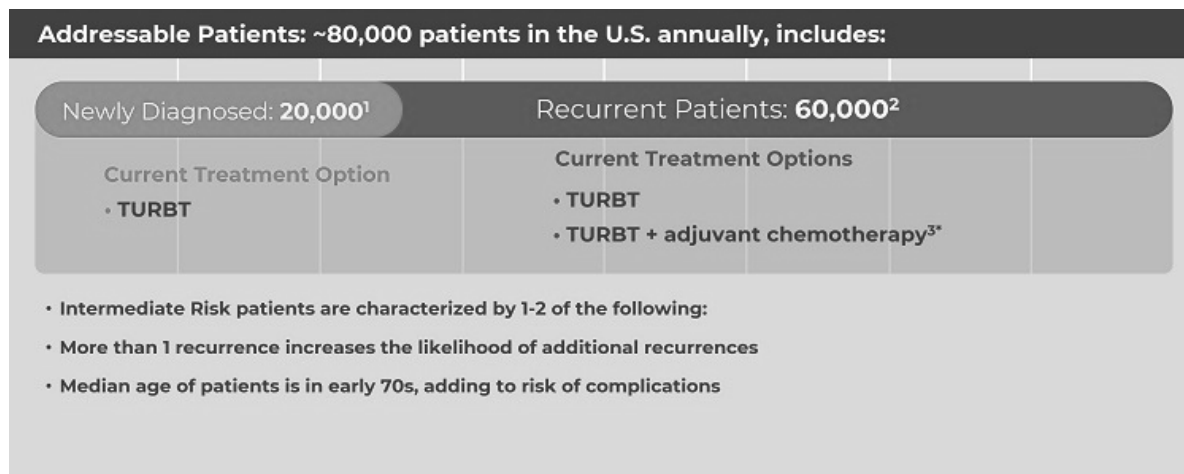 Addressable Patients: ~80,000 patients in the U.S. annually, includes:
Newly Diagnosed: 20,000¹
Recurrent Patients: 60,000²
Current Treatment Option
• TURBT
Current Treatment Options
• TURBT
• TURBT + adjuvant chemotherapy³*
• Intermediate Risk patients are characterized by 1-2 of the following:
• More than 1 recurrence increases the likelihood of additional recurrences
• Median age of patients is in early 70s, adding to risk of complications